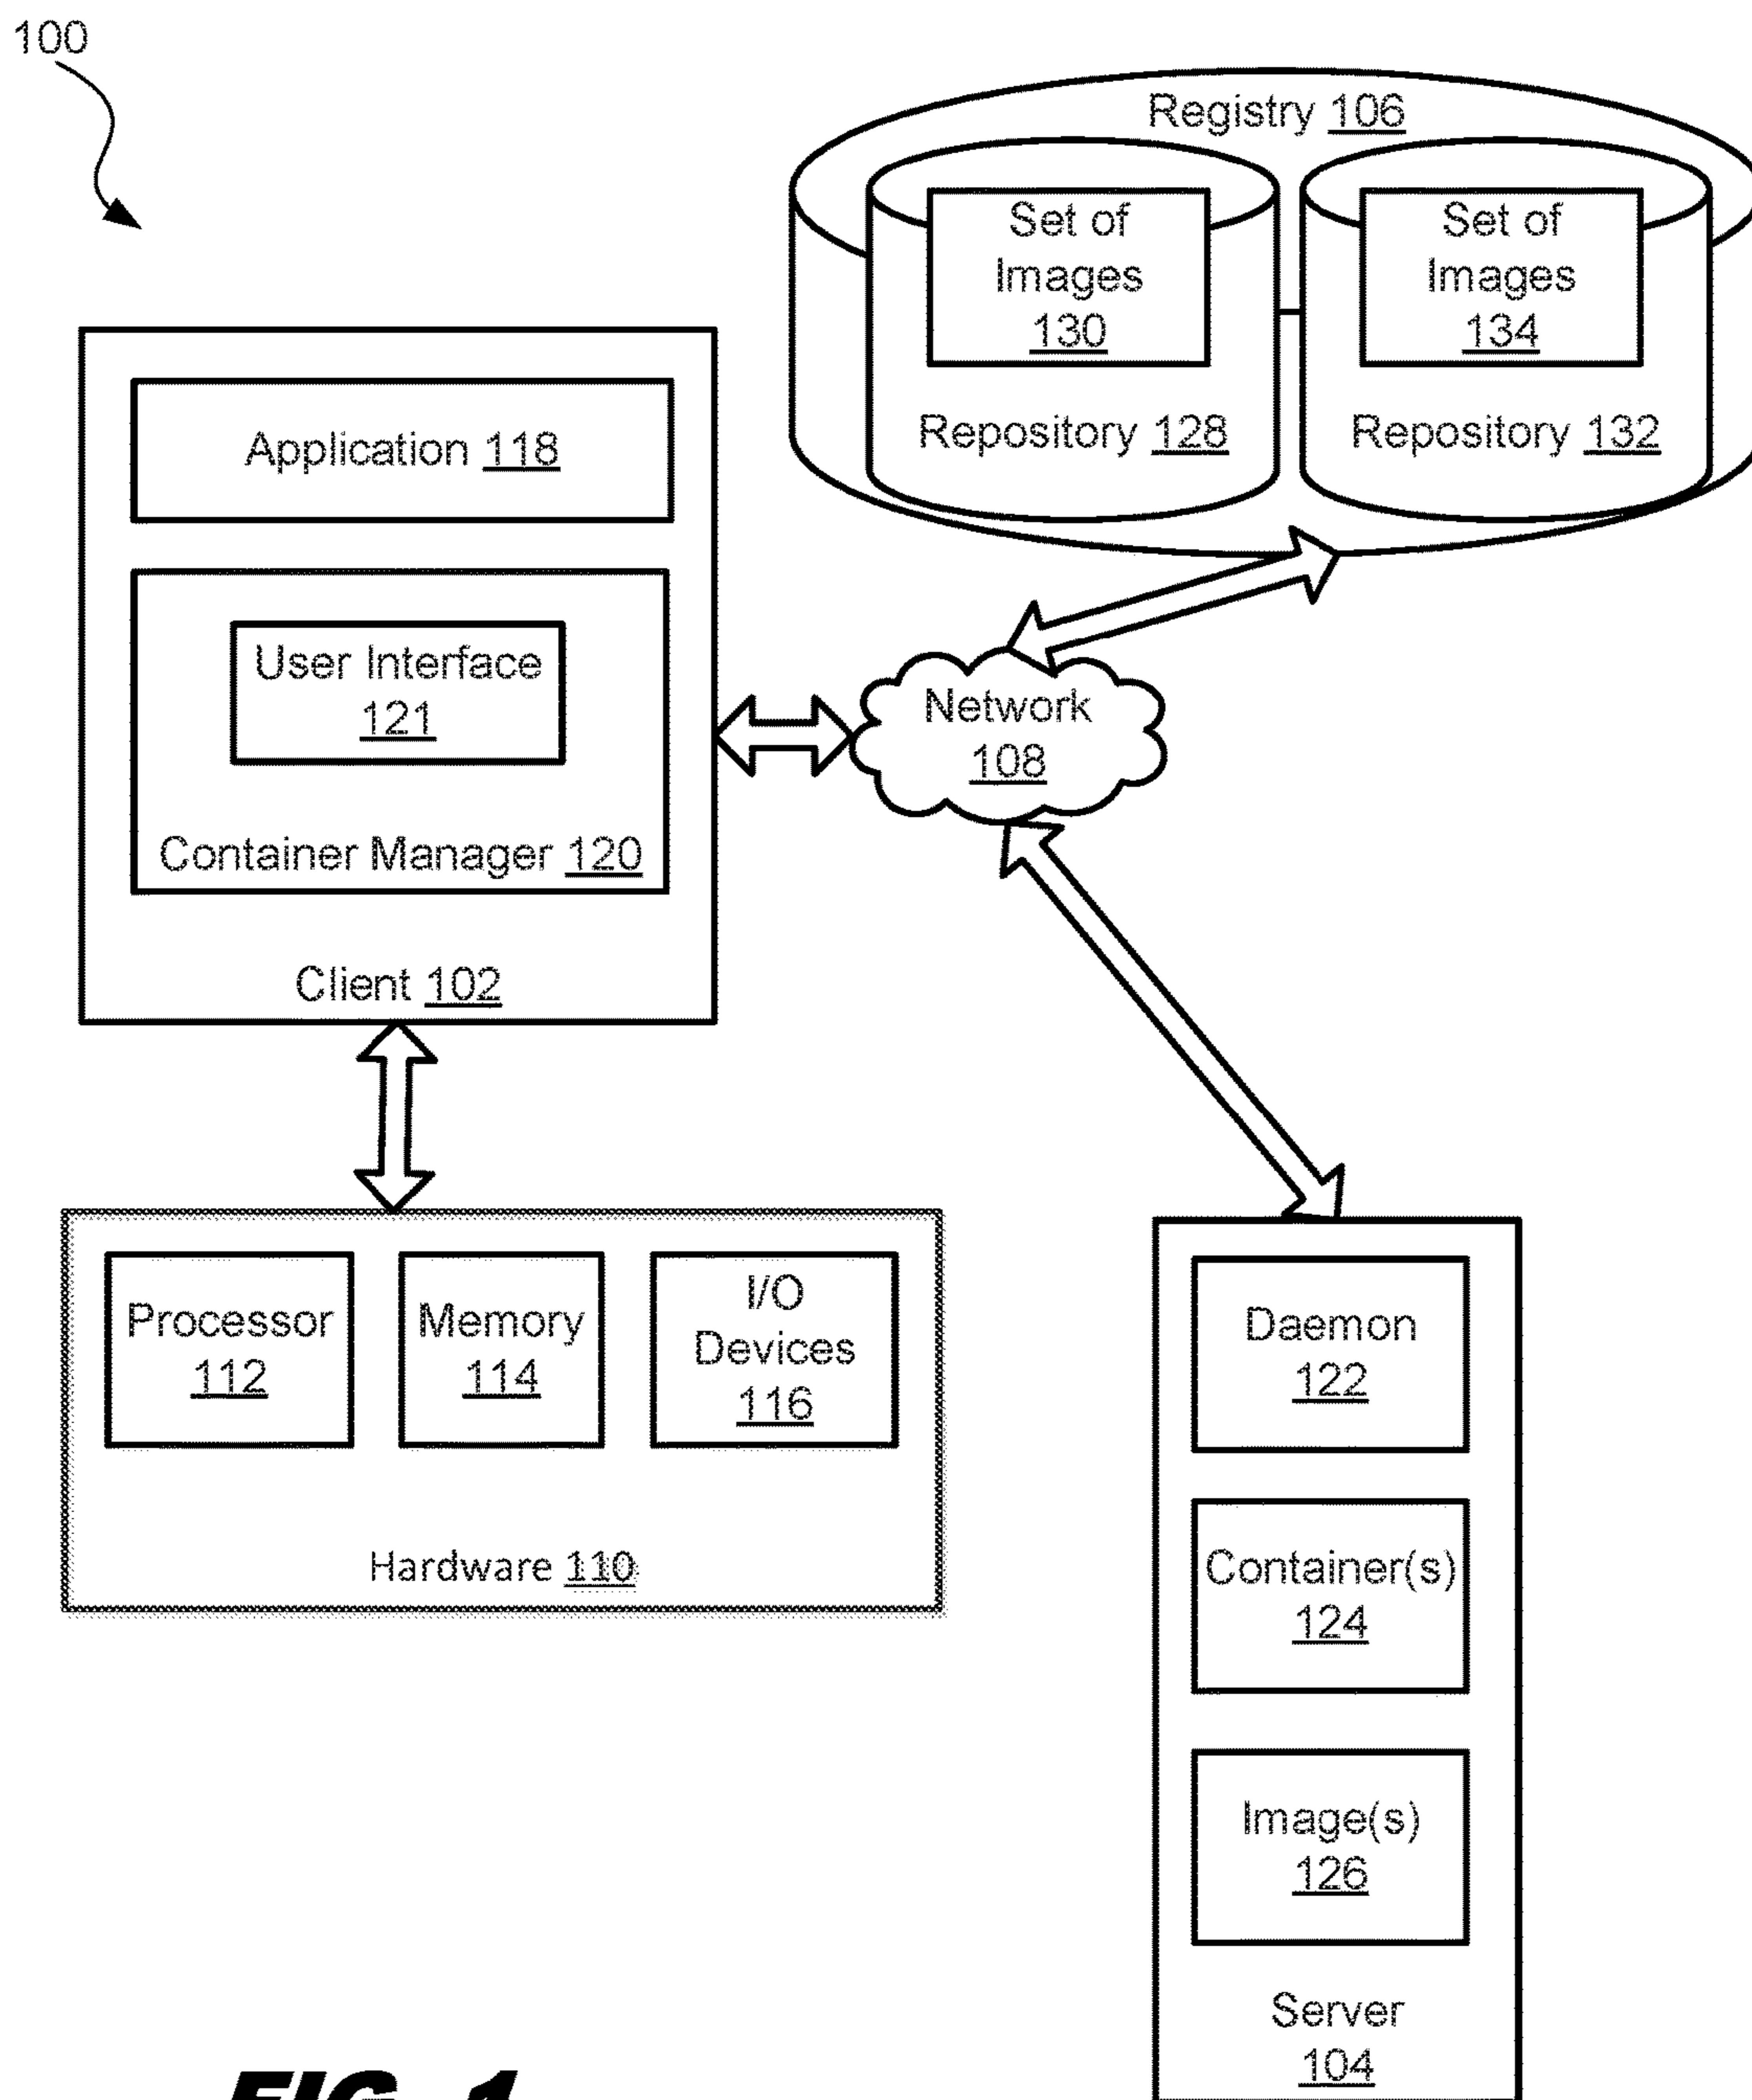 100
Registry 106
Set of
Images
130
Repository 128
Set of
Images
134
Repository 132
Application 118
User Interface
121
Container Manager 120
Client 102
Network
108
Processor
112
Memory
114
I/O
Devices
116
Hardware 110
Daemon
122
Container(s)
124
Image(s)
126
Server
104
FIG. 1